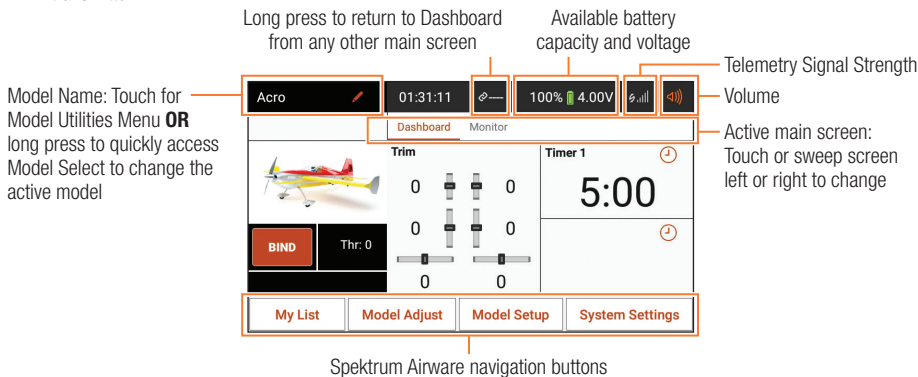 Long press to return to Dashboard
from any other main screen
Available battery
capacity and voltage
Telemetry Signal Strength
Volume
Model Name: Touch for
Model Utilities Menu OR
long press to quickly access
Model Select to change the
active model
Active main screen:
Touch or sweep screen
left or right to change
Acro
01:31:11
----
100% 4.00V
Dashboard Monitor
Trim
0 0
0 0
0 0
Timer 1
5:00
BIND
Thr: 0
My List
Model Adjust
Model Setup
System Settings
Spektrum Airware navigation buttons